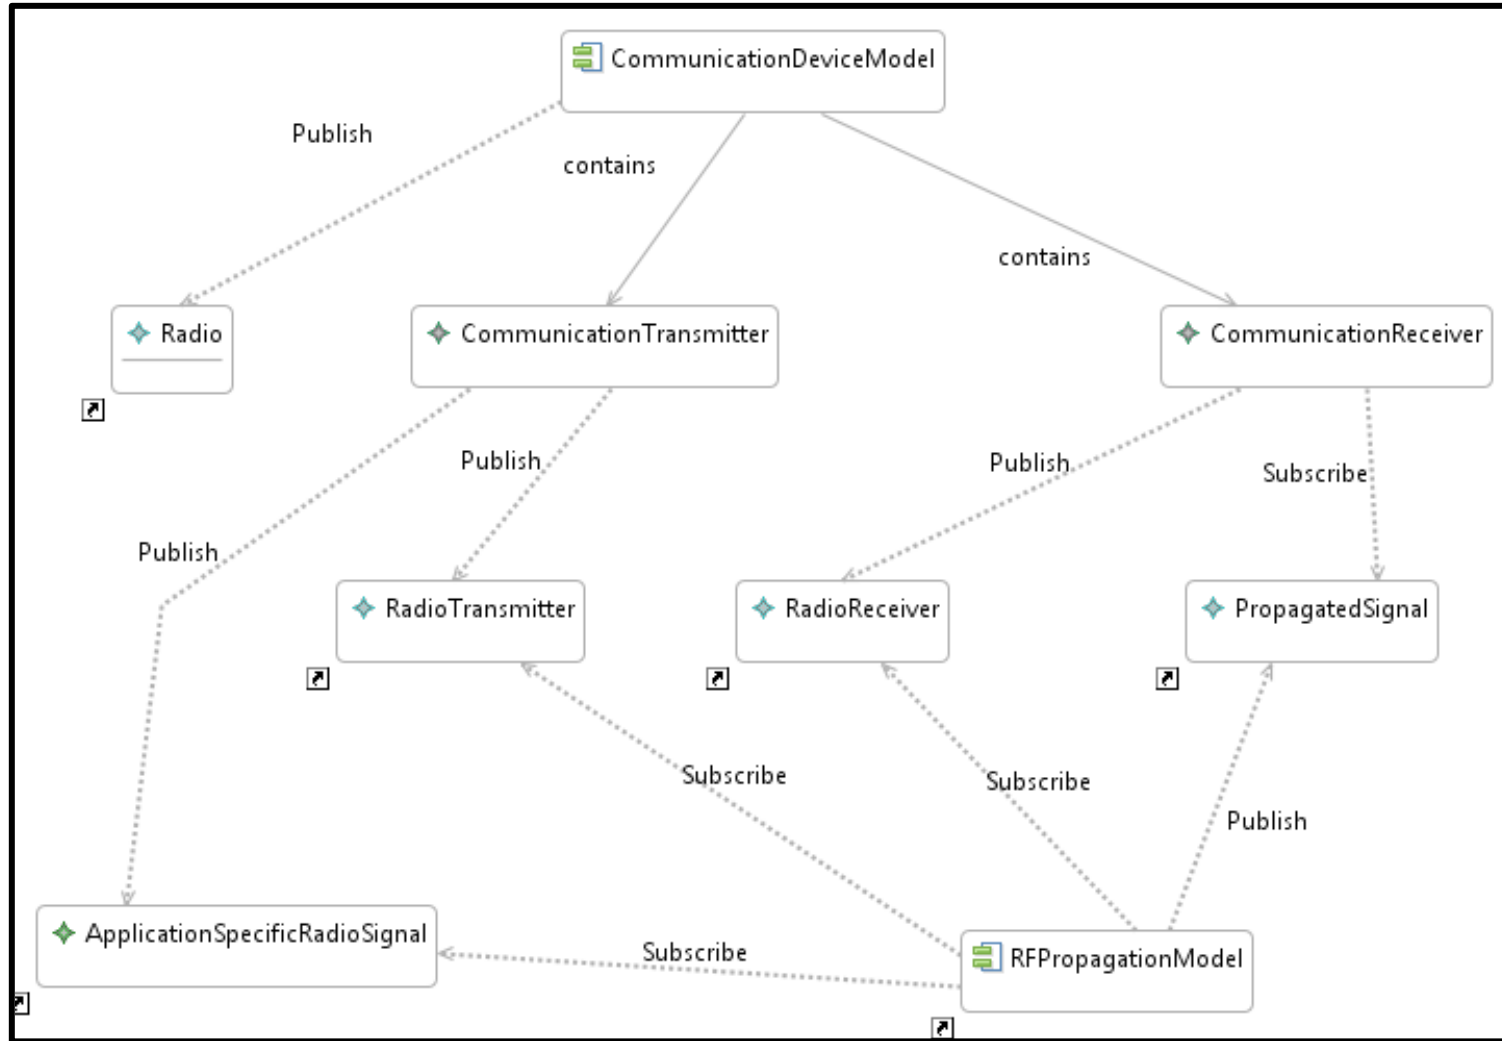 CommunicationDeviceModel
Publish
contains
contains
Radio
CommunicationTransmitter
CommunicationReceiver
Publish
Publish
Subscribe
Publish
RadioTransmitter
RadioReceiver
PropagatedSignal
Subscribe
Subscribe
Publish
ApplicationSpecificRadioSignal
Subscribe
RFPropagationModel